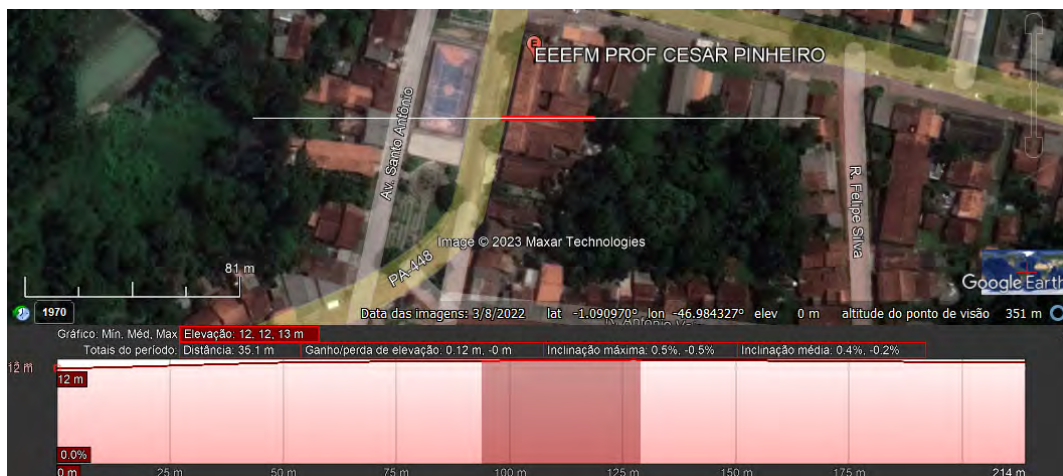 E
EEEFM PROF CESAR PINHEIRO
Av. Santo Antônio
R. Felipe Silva
Image © 2023 Maxar Technologies
PA-448
81 m
Google Earth
1970
Data das imagens: 3/8/2022 lat -1.090970° lon -46.984327° elev 0 m altitude do ponto de visão 351 m
Gráfico: Mín. Méd, Max Elevação: 12, 12, 13 m
Totais do período: Distância: 35.1 m Ganho/perda de elevação: 0.12 m, -0 m Inclinação máxima: 0.5%, -0.5% Inclinação média: 0.4%, -0.2%
12 m
12 m
0.0%
0 m 25 m 50 m 75 m 100 m 125 m 150 m 175 m 214 m